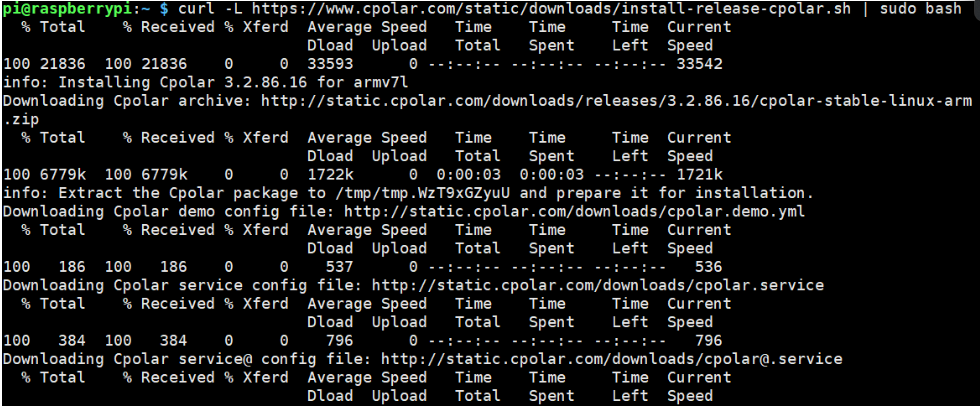 pi@raspberrypi:~ $ curl -L https://www.cpolar.com/static/downloads/install-release-cpolar.sh | sudo bash
  % Total    % Received % Xferd  Average Speed   Time    Time     Time  Current
                                 Dload  Upload   Total   Spent    Left  Speed
100 21836  100 21836    0     0  33593      0 --:--:-- --:--:-- --:--:-- 33542
info: Installing Cpolar 3.2.86.16 for armv7l
Downloading Cpolar archive: http://static.cpolar.com/downloads/releases/3.2.86.16/cpolar-stable-linux-arm
.zip
  % Total    % Received % Xferd  Average Speed   Time    Time     Time  Current
                                 Dload  Upload   Total   Spent    Left  Speed
100 6779k  100 6779k    0     0  1722k      0  0:00:03  0:00:03 --:--:-- 1721k
info: Extract the Cpolar package to /tmp/tmp.WzT9xGZyuU and prepare it for installation.
Downloading Cpolar demo config file: http://static.cpolar.com/downloads/cpolar.demo.yml
  % Total    % Received % Xferd  Average Speed   Time    Time     Time  Current
                                 Dload  Upload   Total   Spent    Left  Speed
100   186  100   186    0     0    537      0 --:--:-- --:--:-- --:--:--   536
Downloading Cpolar service config file: http://static.cpolar.com/downloads/cpolar.service
  % Total    % Received % Xferd  Average Speed   Time    Time     Time  Current
                                 Dload  Upload   Total   Spent    Left  Speed
100   384  100   384    0     0    796      0 --:--:-- --:--:-- --:--:--   796
Downloading Cpolar service@ config file: http://static.cpolar.com/downloads/cpolar@.service
  % Total    % Received % Xferd  Average Speed   Time    Time     Time  Current
                                 Dload  Upload   Total   Spent    Left  Speed